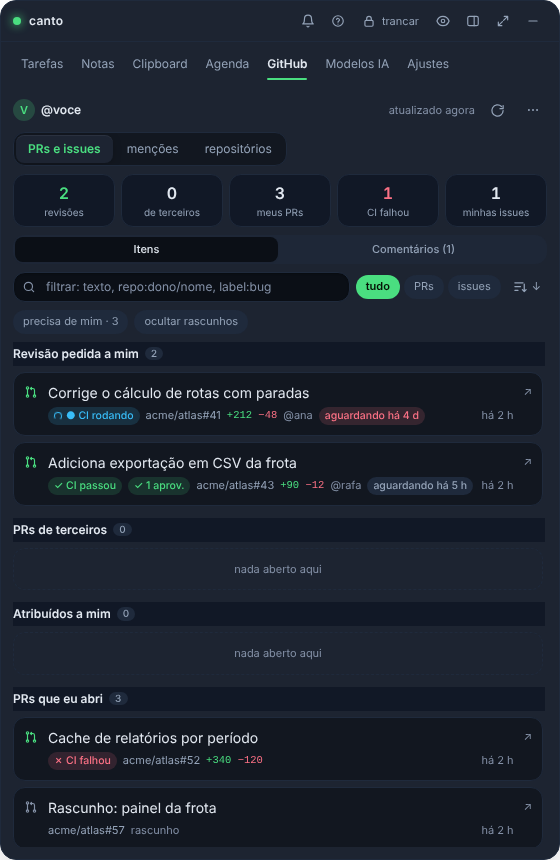 canto
trancar
Tarefas Notas Clipboard Agenda GitHub Modelos IA Ajustes
V @voce atualizado agora
PRs e issues menções repositórios
2 0 3 1 1
revisões de terceiros meus PRs CI falhou minhas issues
Itens Comentários (1)
filtrar: texto, repo:dono/nome, label:bug tudo PRs issues
precisa de mim · 3 ocultar rascunhos
Revisão pedida a mim 2
Corrige o cálculo de rotas com paradas
CI rodando acme/atlas#41 +212 −48 @ana aguardando há 4 d há 2 h
Adiciona exportação em CSV da frota
✓ CI passou ✓ 1 aprov. acme/atlas#43 +90 −12 @rafa aguardando há 5 h há 2 h
PRs de terceiros 0
nada aberto aqui
Atribuídos a mim 0
nada aberto aqui
PRs que eu abri 3
Cache de relatórios por período
× CI falhou acme/atlas#52 +340 −120 há 2 h
Rascunho: painel da frota
acme/atlas#57 rascunho há 2 h